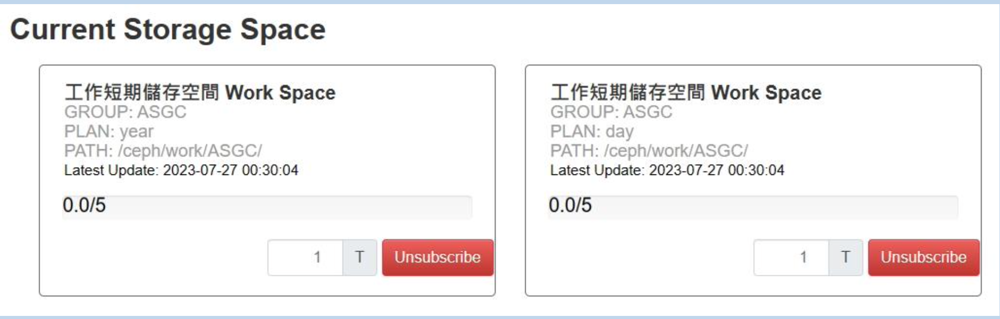 Current Storage Space
工作短期儲存空間 Work Space
GROUP: ASGC
PLAN: year
PATH: /ceph/work/ASGC/
Latest Update: 2023-07-27 00:30:04
0.0/5
1 T Unsubscribe
工作短期儲存空間 Work Space
GROUP: ASGC
PLAN: day
PATH: /ceph/work/ASGC/
Latest Update: 2023-07-27 00:30:04
0.0/5
1 T Unsubscribe